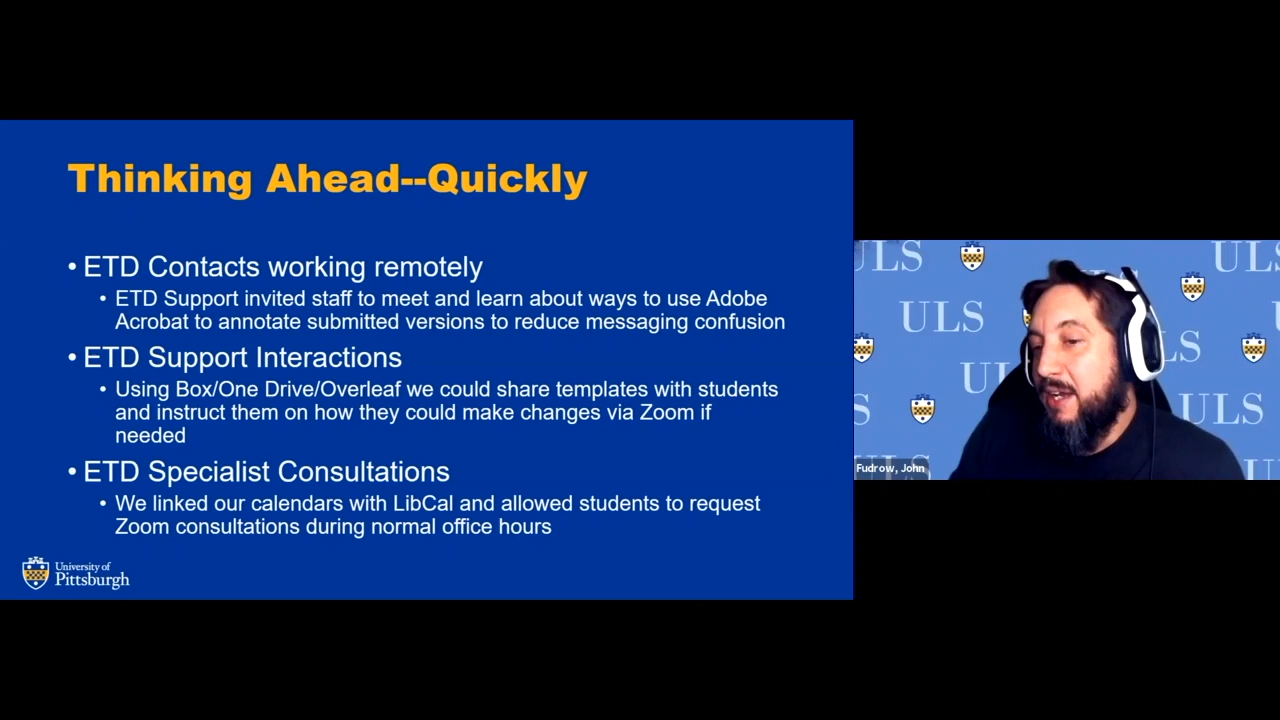 Thinking Ahead--Quickly
• ETD Contacts working remotely
• ETD Support invited staff to meet and learn about ways to use Adobe
Acrobat to annotate submitted versions to reduce messaging confusion
• ETD Support Interactions
• Using Box/One Drive/Overleaf we could share templates with students
and instruct them on how they could make changes via Zoom if
needed
• ETD Specialist Consultations
• We linked our calendars with LibCal and allowed students to request
Zoom consultations during normal office hours
University of
Pittsburgh
ULS
ULS
ULS
ULS
Fudrow, John